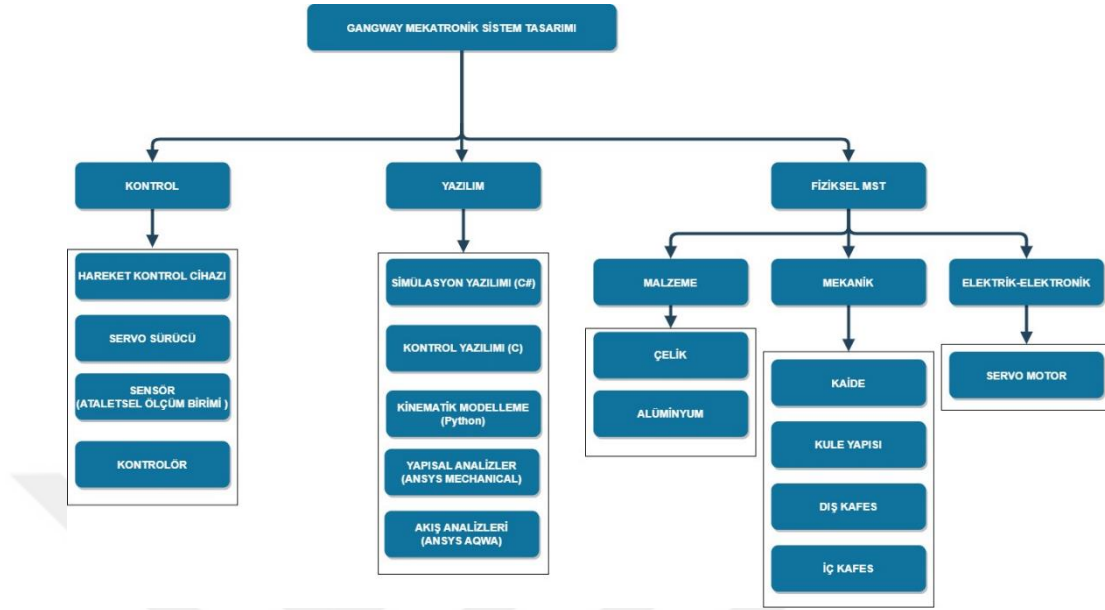 GANGWAY MEKATRONİK SİSTEM TASARIMI
KONTROL
YAZILIM
FİZİKSEL MST
HAREKET KONTROL CİHAZI
SERVO SÜRÜCÜ
SENSÖR
(ATALETSEL ÖLÇÜM BİRİMİ )
KONTROLÖR
SİMÜLASYON YAZILIMI (C#)
KONTROL YAZILIMI (C)
KİNEMATİK MODELLEME
(Python)
YAPISAL ANALİZLER
(ANSYS MECHANICAL)
AKIŞ ANALİZLERİ
(ANSYS AQWA)
MALZEME
MEKANİK
ELEKTRİK-ELEKTRONİK
ÇELİK
ALÜMİNYUM
KAİDE
KULE YAPISI
DIŞ KAFES
İÇ KAFES
SERVO MOTOR